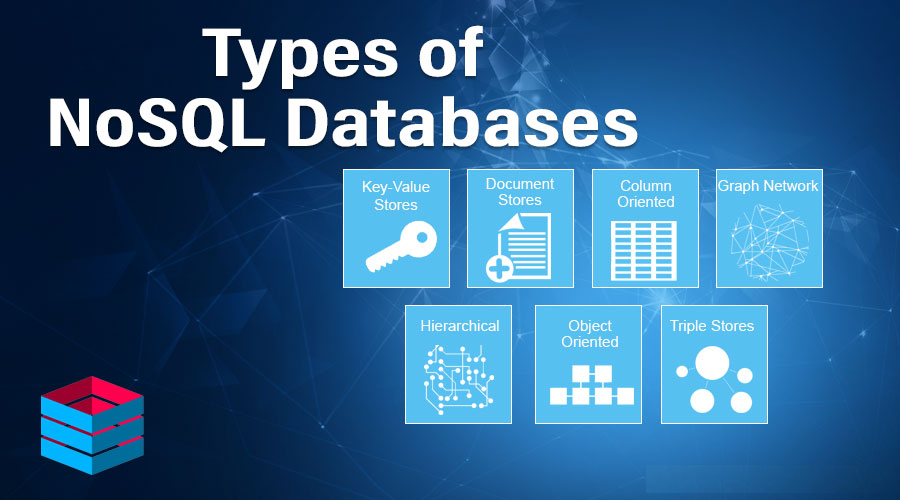 Types of
NoSQL Databases
Key-Value
Stores
Document
Stores
Column
Oriented
Graph Network
Hierarchical
Object
Oriented
Triple Stores